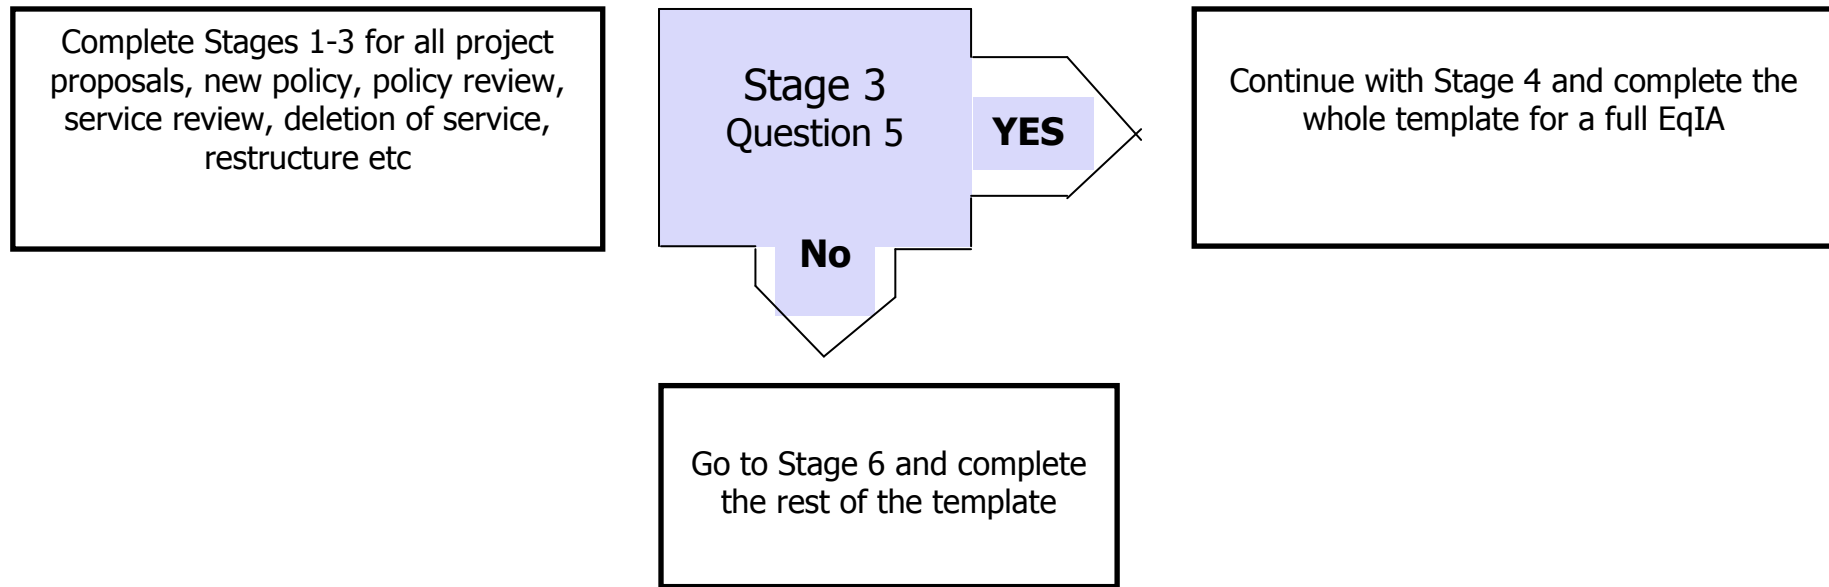 Complete Stages 1-3 for all project
proposals, new policy, policy review,
service review, deletion of service,
restructure etc
Stage 3
Question 5
YES
No
Continue with Stage 4 and complete the
whole template for a full EqIA
Go to Stage 6 and complete
the rest of the template